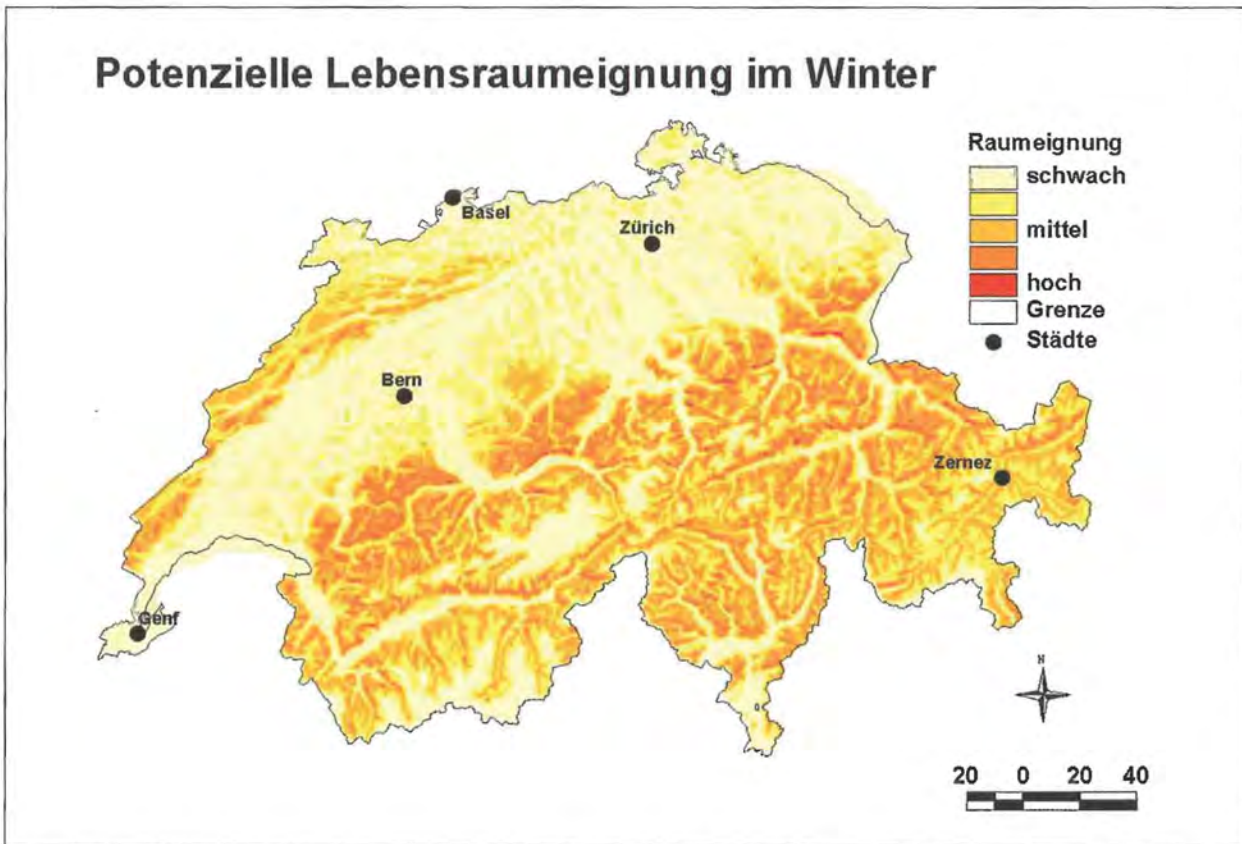 Potenzielle Lebensraumeignung im Winter
Raumeignung
schwach
mittel
hoch
Grenze
Städte
Basel
Zürich
Bern
Zernez
Genf
N
20 0 20 40